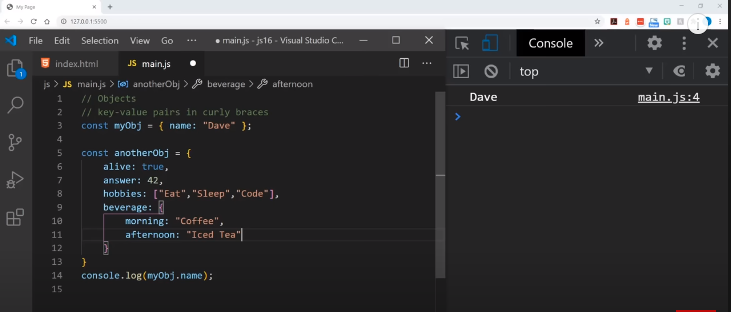 My Page
127.0.0.1:5500
File Edit Selection View Go ··· ● main.js - js16 - Visual Studio C...
index.html JS main.js ●
js > JS main.js > anotherObj > beverage > afternoon
1 // Objects
2 // key-value pairs in curly braces
3 const myObj = { name: "Dave" };
4
5 const anotherObj = {
6 alive: true,
7 answer: 42,
8 hobbies: ["Eat","Sleep","Code"],
9 beverage: {
10 morning: "Coffee",
11 afternoon: "Iced Tea"
12 }
13 }
14 console.log(myObj.name);
15
1
Console »
top
Dave main.js:4
>